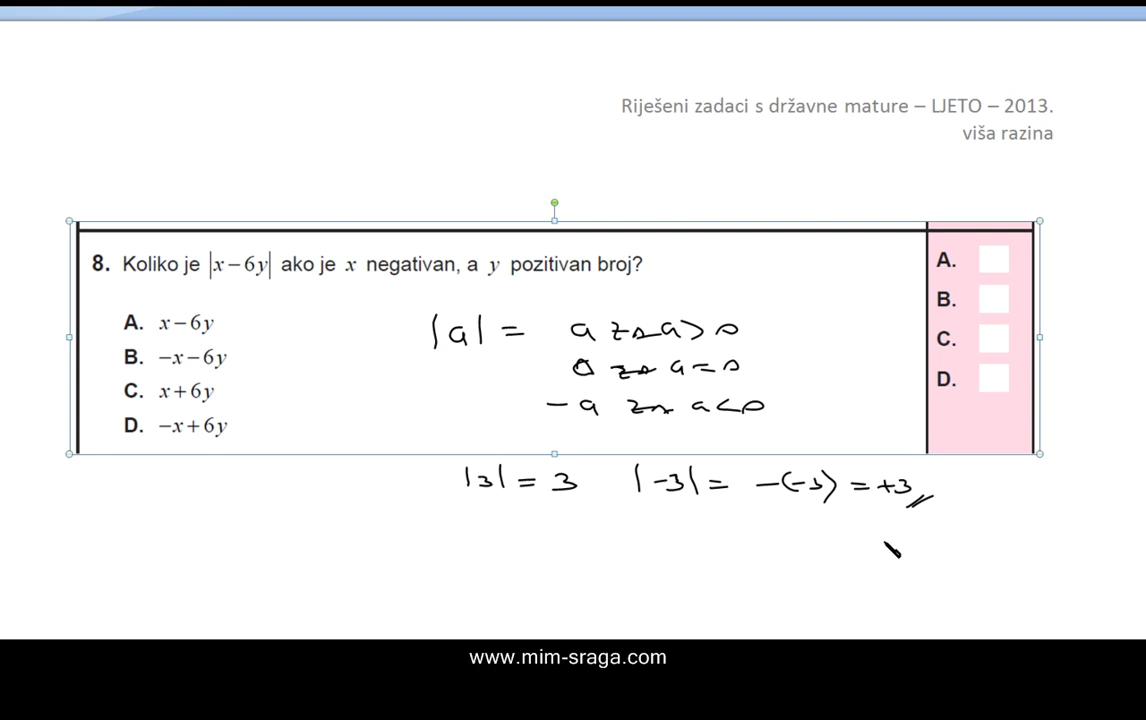 Riješeni zadaci s državne mature – LJETO – 2013.
viša razina
8. Koliko je |x−6y| ako je x negativan, a y pozitivan broj?
A. x−6y
B. −x−6y
C. x+6y
D. −x+6y
A.
B.
C.
D.
|a| = a za a>0
0 za a=0
−a za a<0
|3| = 3 |−3| = −(−3) = +3
www.mim-sraga.com